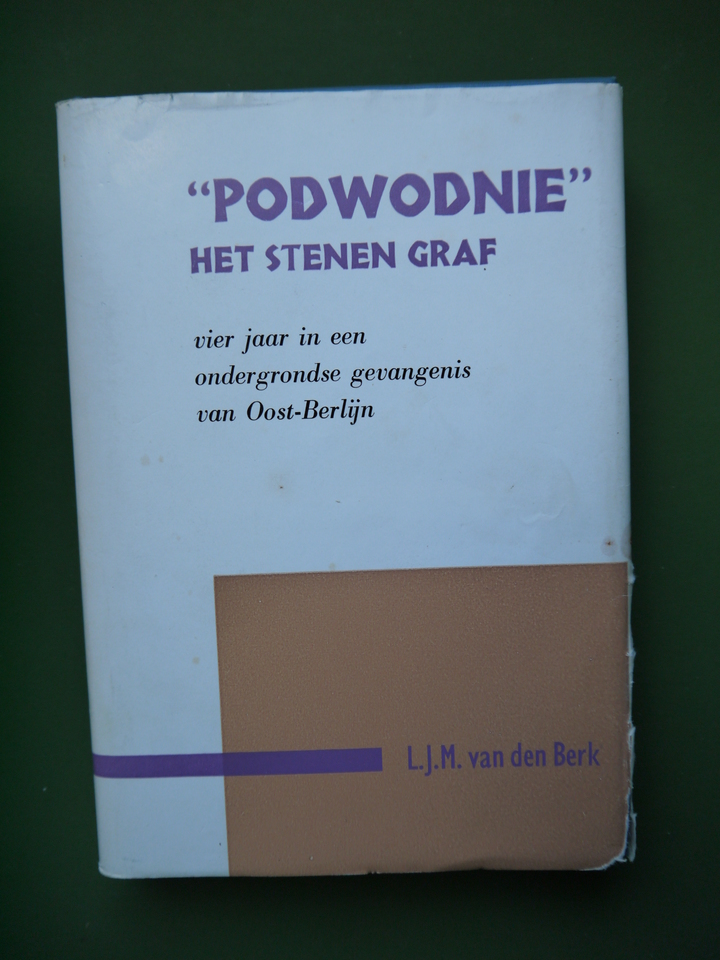 “PODWODNIE”
HET STENEN GRAF
vier jaar in een
ondergrondse gevangenis
van Oost-Berlijn
L.J.M. van den Berk